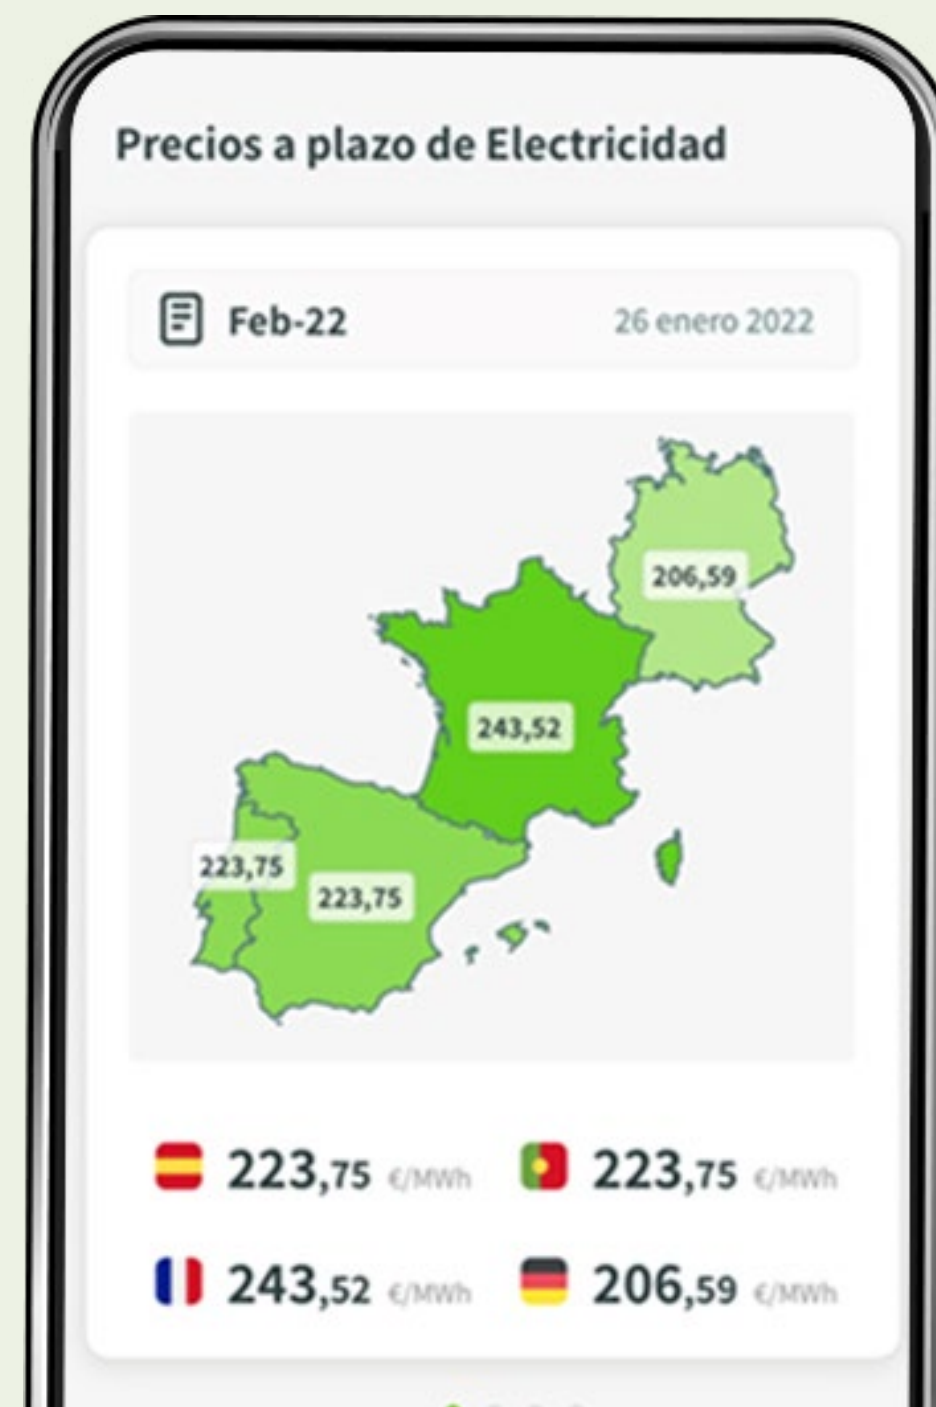 Precios a plazo de Electricidad
Feb-22 26 enero 2022
206,59
243,52
223,75
223,75
223,75 €/MWh 223,75 €/MWh
243,52 €/MWh 206,59 €/MWh